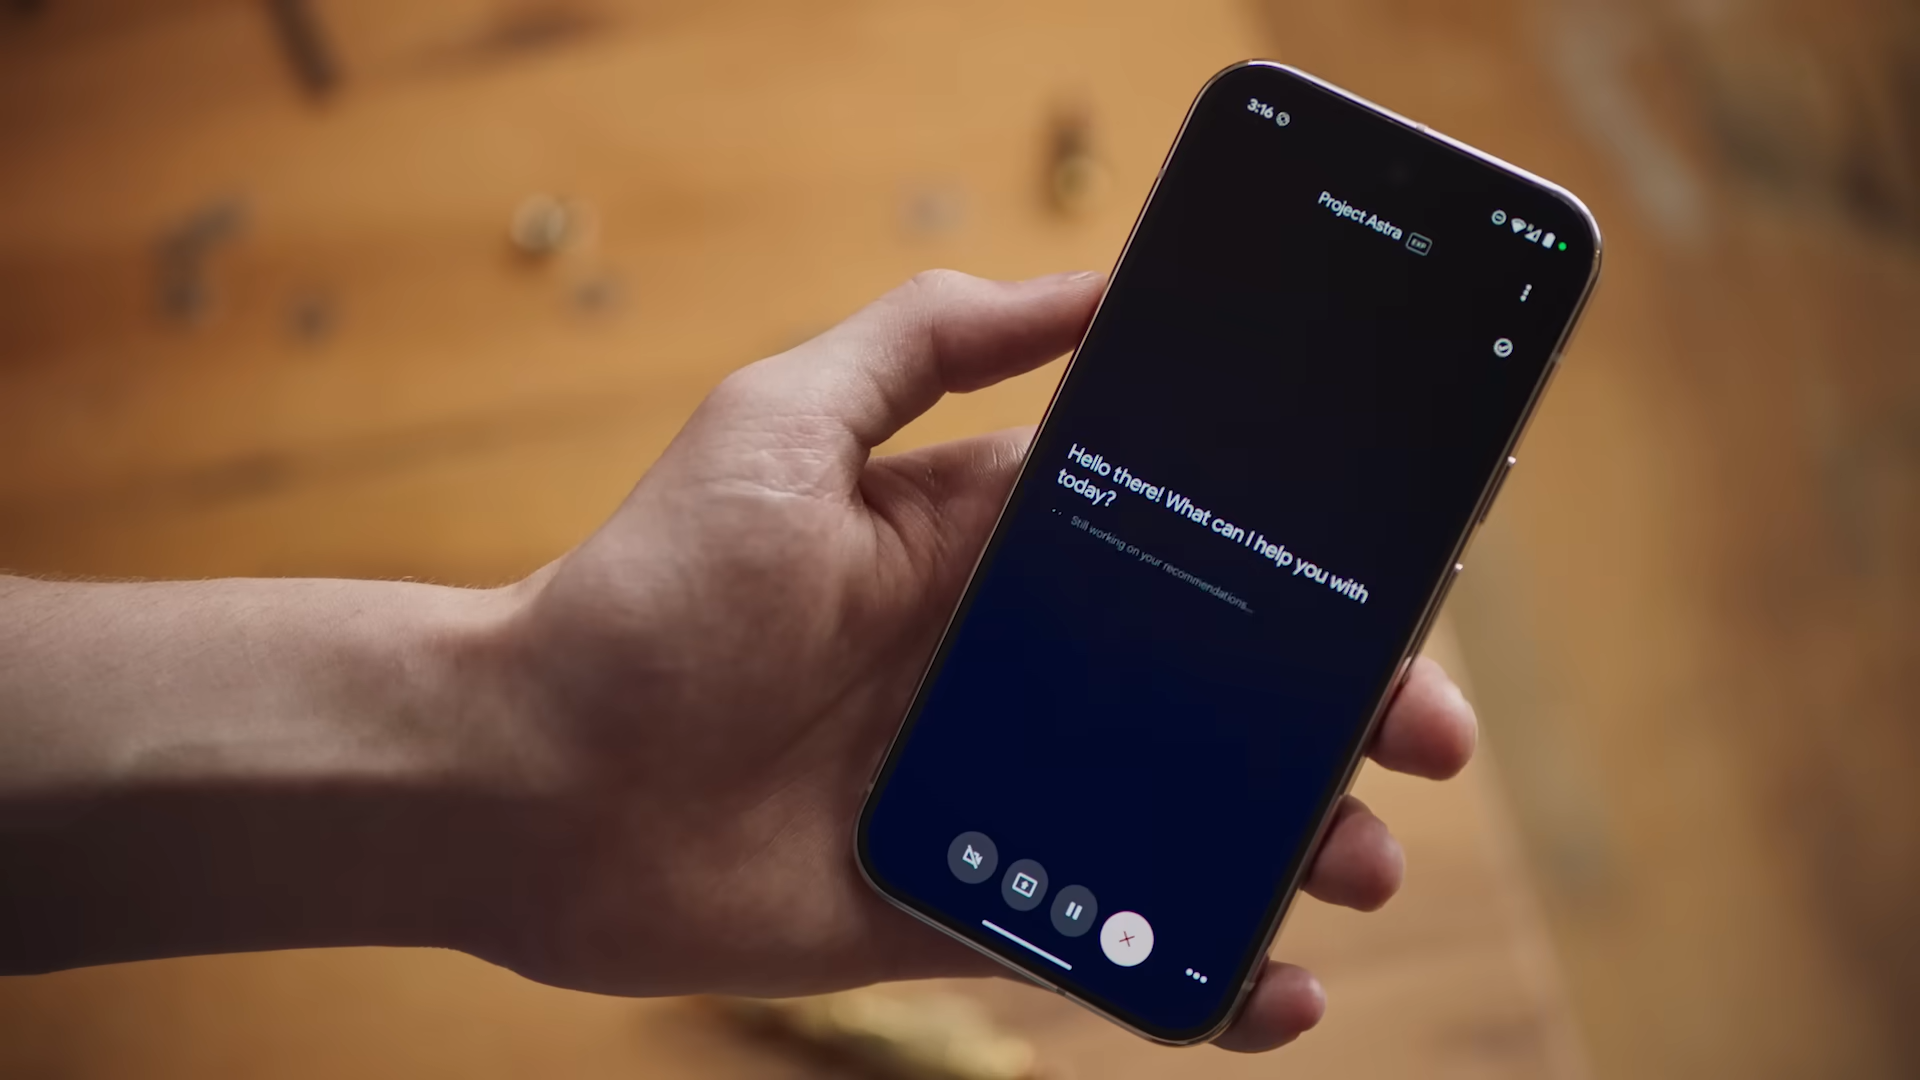 3:16
Project Astra EXP
Hello there! What can I help you with
today?
Still working on your recommendations...